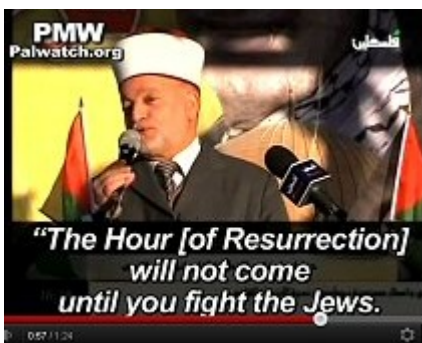 PMW
Palwatch.org
فلسطين
“The Hour [of Resurrection]
will not come
until you fight the Jews.
0:57 / 1:24